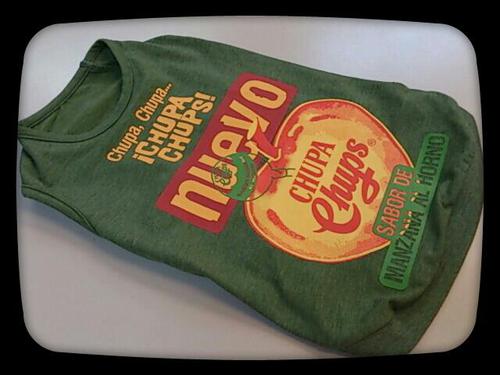 Chupa, Chupa...
¡CHUPA
CHUPS!
nuevo
CHUPA
Chups®
SABOR DE
MANZANA AL HORNO